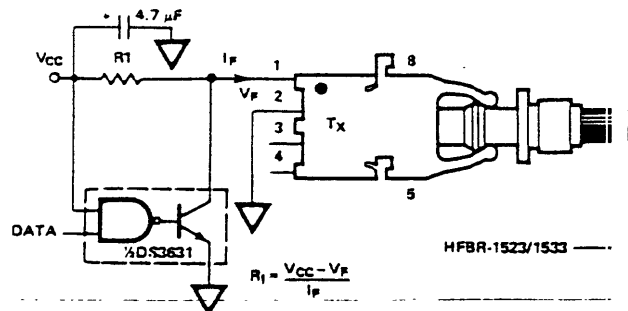 + 4.7 μF
VCC
R1
IF
VF
1
2
3
4
8
5
TX
DATA
½DS3631
R1 = VCC – VF / IF
HFBR-1523/1533